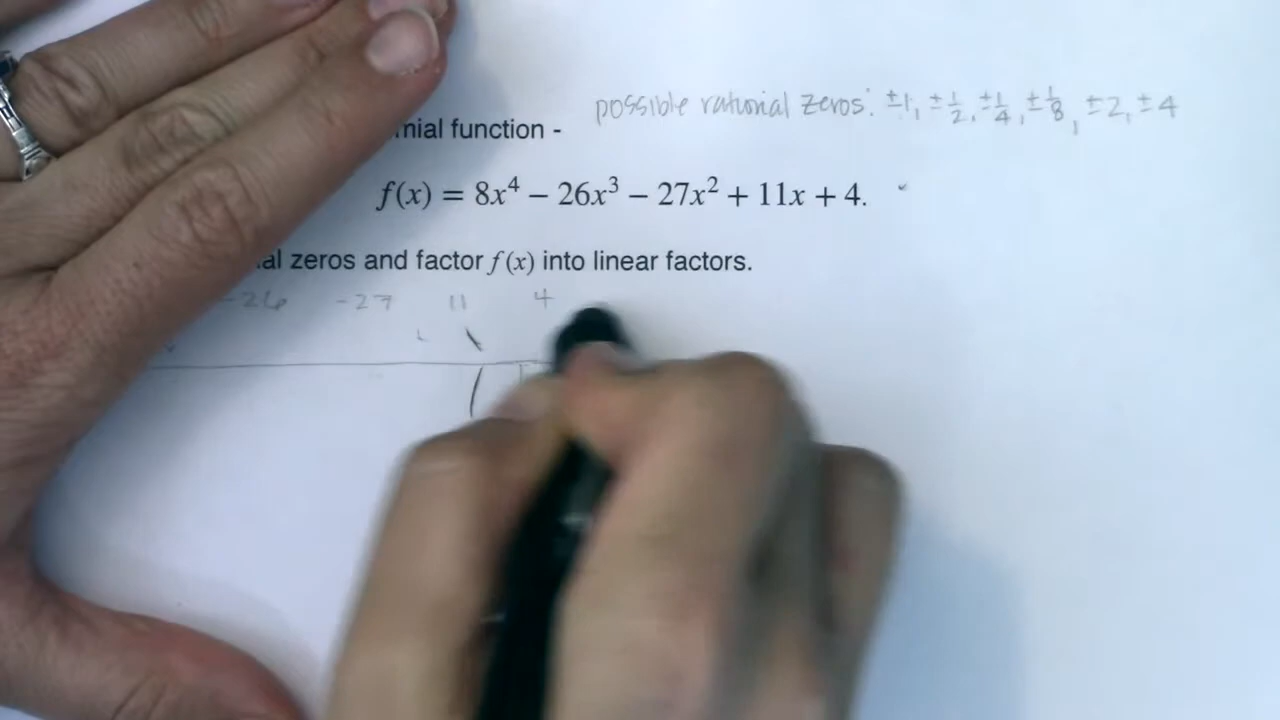 possible rational zeros: ±1, ±1/2, ±1/4, ±1/8, ±2, ±4
nial function -
f(x) = 8x⁴ − 26x³ − 27x² + 11x + 4.
al zeros and factor f(x) into linear factors.
-26 -27 11 4